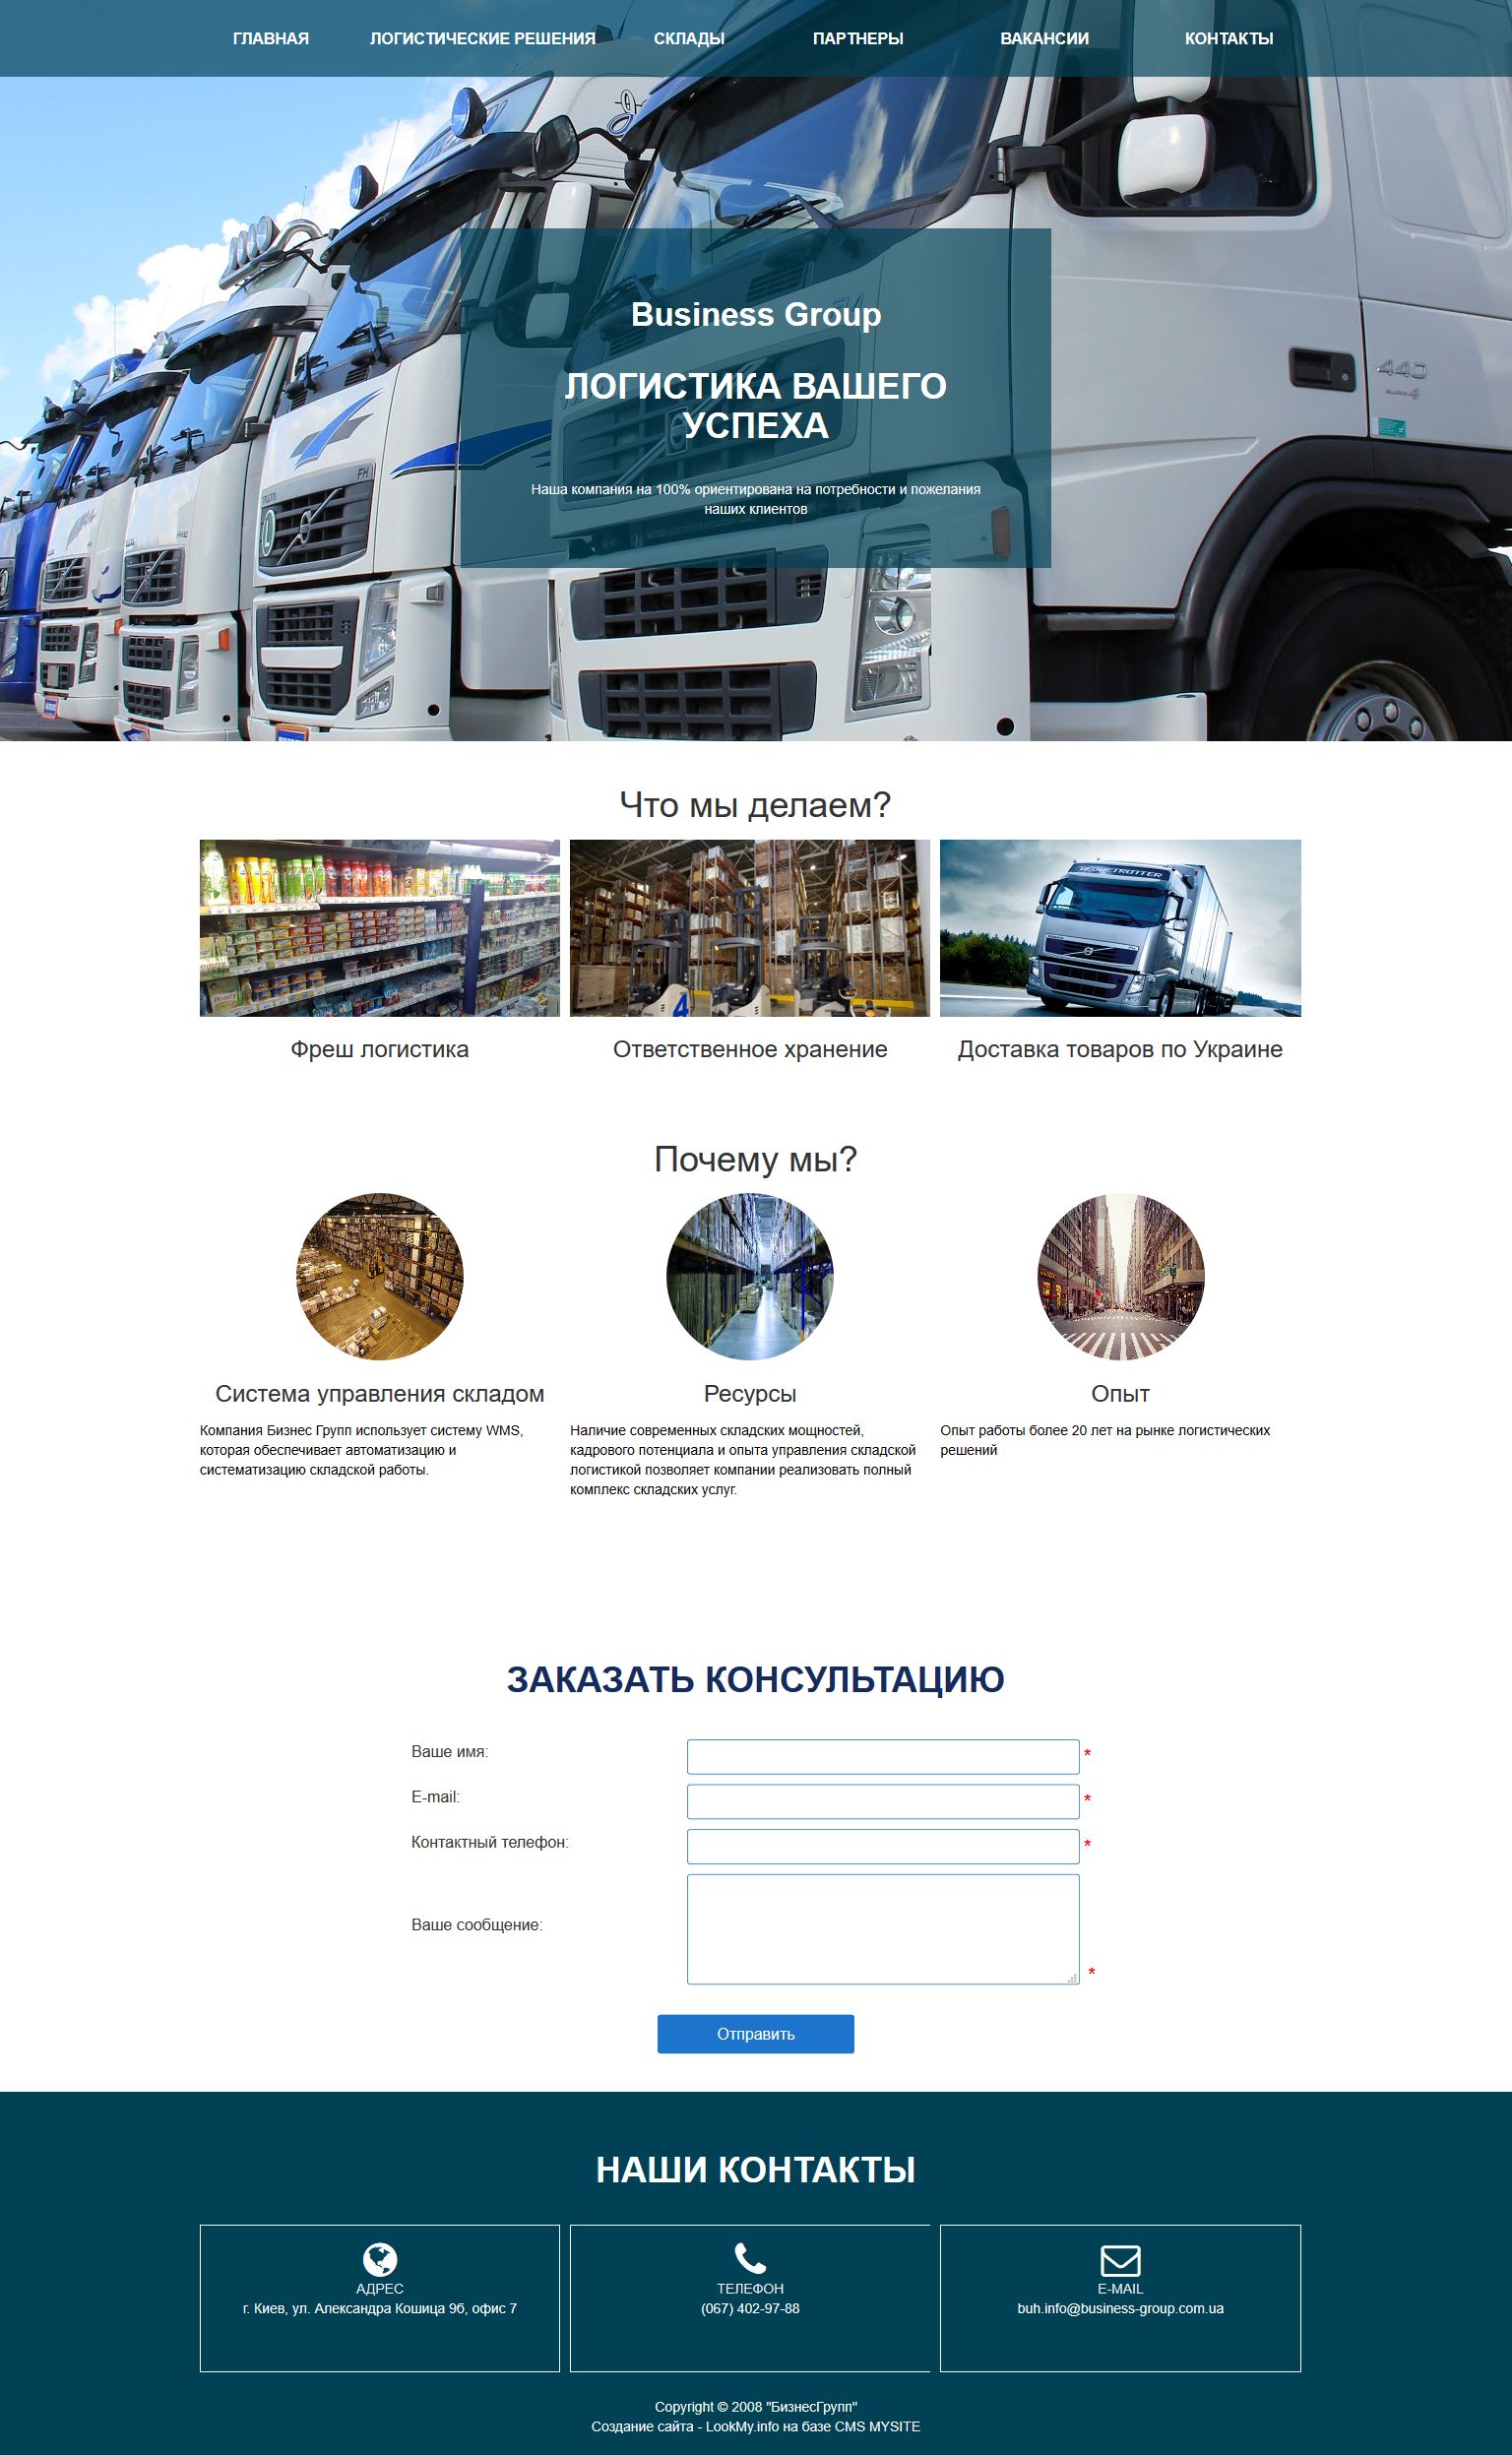 ГЛАВНАЯ ЛОГИСТИЧЕСКИЕ РЕШЕНИЯ СКЛАДЫ ПАРТНЕРЫ ВАКАНСИИ КОНТАКТЫ
Business Group
ЛОГИСТИКА ВАШЕГО
УСПЕХА
Наша компания на 100% ориентирована на потребности и пожелания
наших клиентов
440
FH
Что мы делаем?
Фреш логистика
Ответственное хранение
Доставка товаров по Украине
Почему мы?
Система управления складом
Компания Бизнес Групп использует систему WMS,
которая обеспечивает автоматизацию и
систематизацию складской работы.
Ресурсы
Наличие современных складских мощностей,
кадрового потенциала и опыта управления складской
логистикой позволяет компании реализовать полный
комплекс складских услуг.
Опыт
Опыт работы более 20 лет на рынке логистических
решений
ЗАКАЗАТЬ КОНСУЛЬТАЦИЮ
Ваше имя: *
E-mail: *
Контактный телефон: *
Ваше сообщение: *
Отправить
НАШИ КОНТАКТЫ
АДРЕС
г. Киев, ул. Александра Кошица 9б, офис 7
ТЕЛЕФОН
(067) 402-97-88
E-MAIL
buh.info@business-group.com.ua
Copyright © 2008 "БизнесГрупп"
Создание сайта - LookMy.info на базе CMS MYSITE